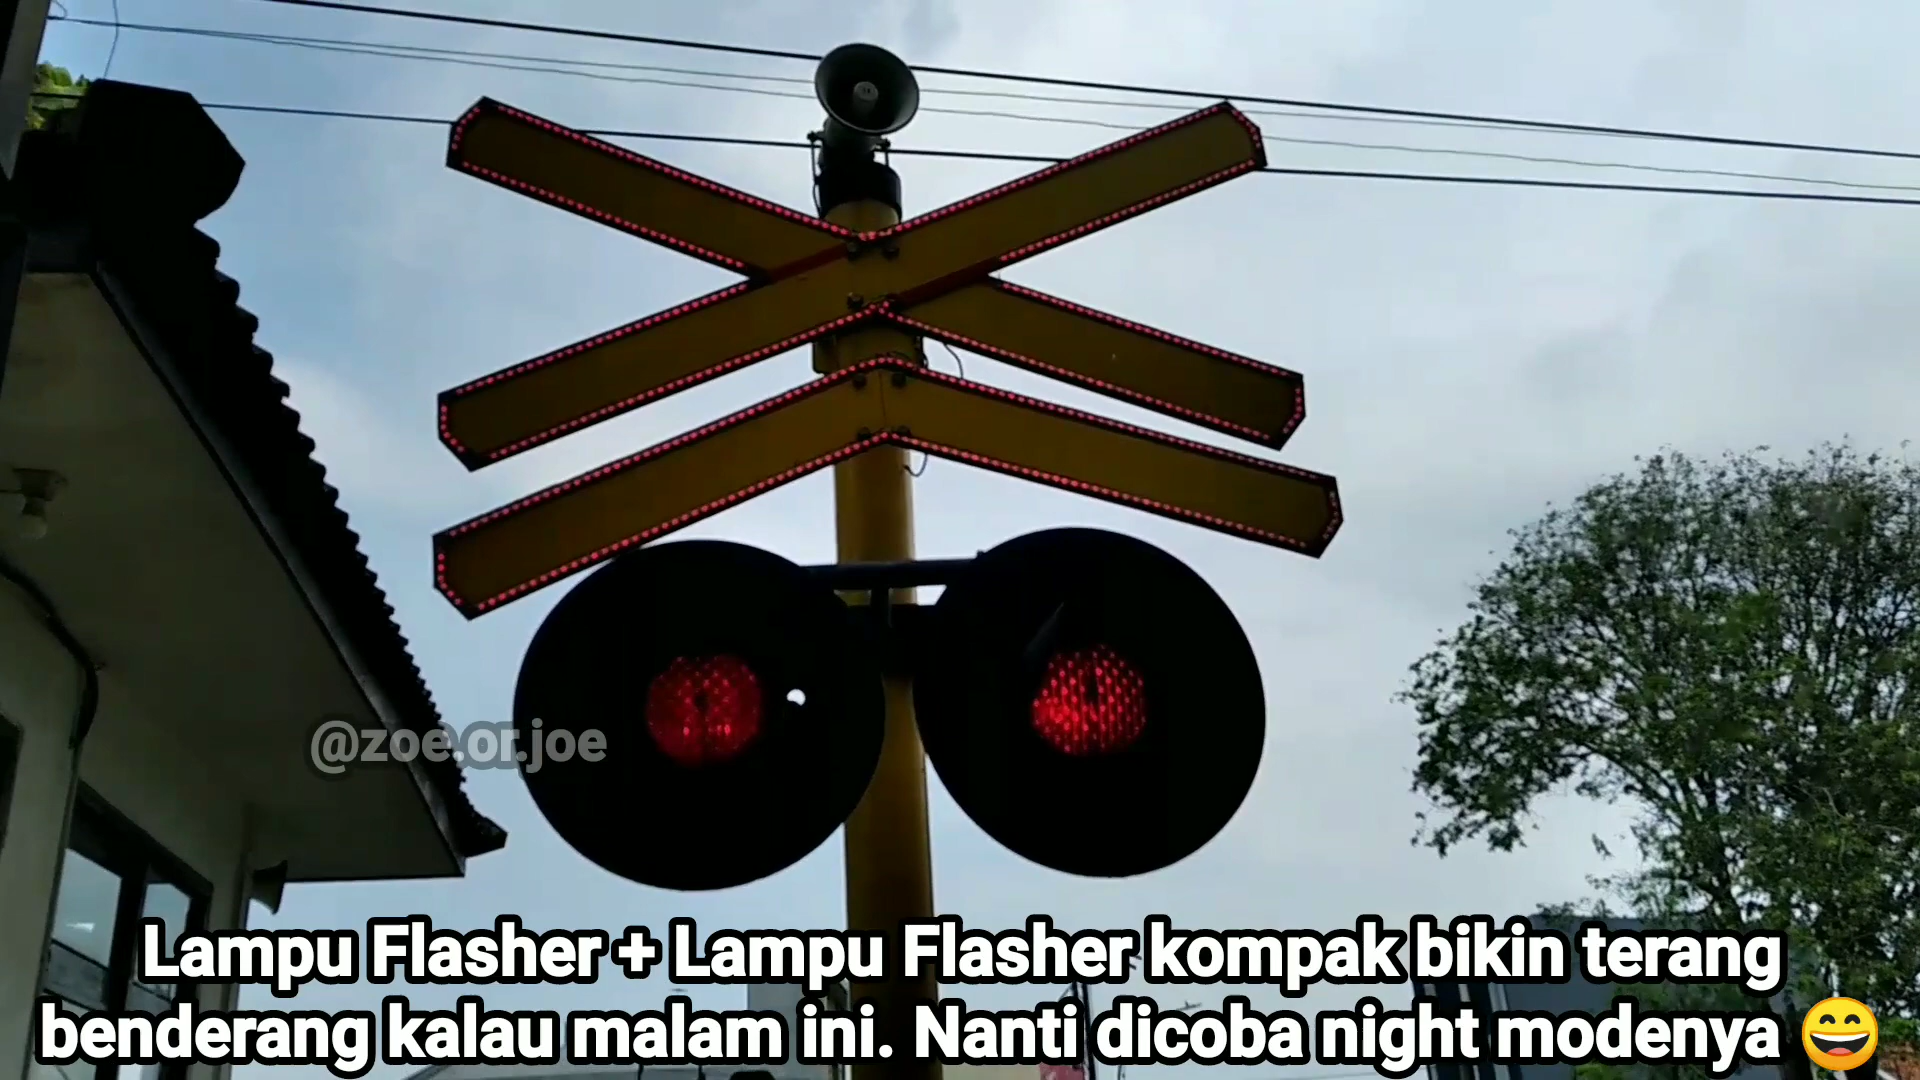 @zoe.or.joe
Lampu Flasher + Lampu Flasher kompak bikin terang
benderang kalau malam ini. Nanti dicoba night modenya 😄